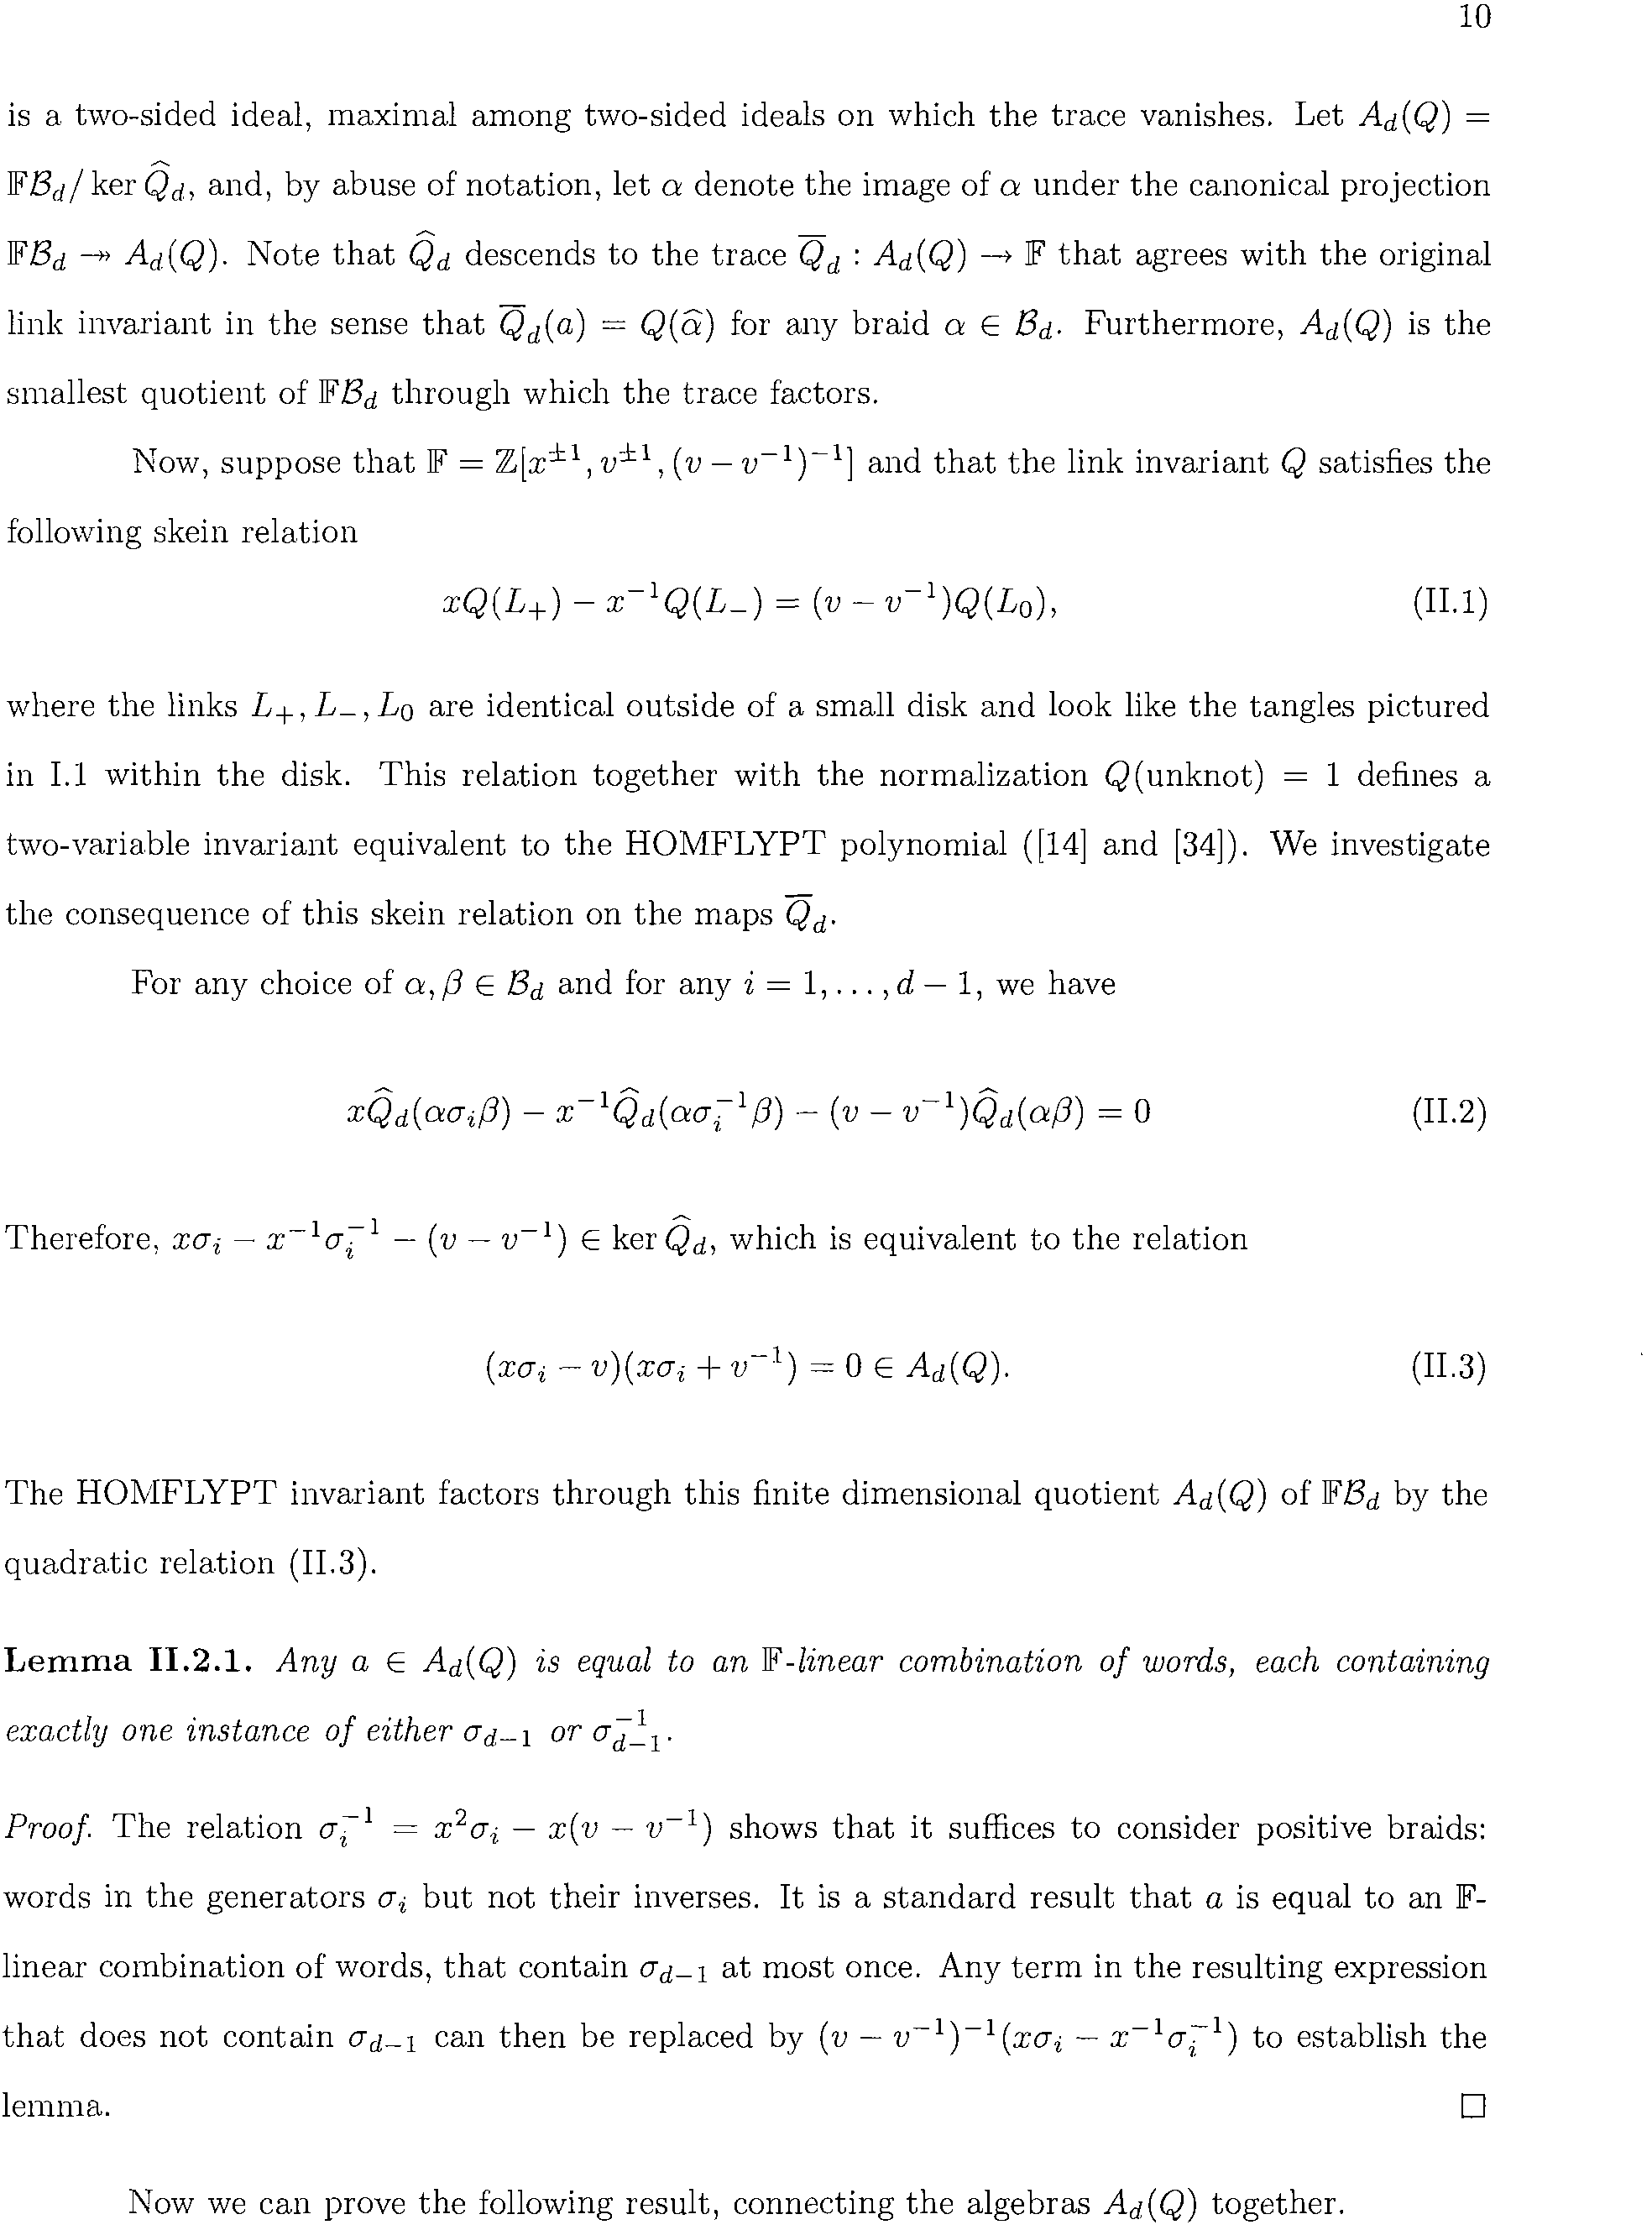 10
is a two-sided ideal, maximal among two-sided ideals on which the trace vanishes. Let $A_d(Q) =$
$\mathbb{F}\mathcal{B}_d/\ker \widehat{Q}_d$, and, by abuse of notation, let $\alpha$ denote the image of $\alpha$ under the canonical projection
$\mathbb{F}\mathcal{B}_d \twoheadrightarrow A_d(Q)$. Note that $\widehat{Q}_d$ descends to the trace $\overline{Q}_d : A_d(Q) \to \mathbb{F}$ that agrees with the original
link invariant in the sense that $\overline{Q}_d(a) = Q(\widehat{\alpha})$ for any braid $\alpha \in \mathcal{B}_d$. Furthermore, $A_d(Q)$ is the
smallest quotient of $\mathbb{F}\mathcal{B}_d$ through which the trace factors.
Now, suppose that $\mathbb{F} = \mathbb{Z}[x^{\pm 1}, v^{\pm 1}, (v - v^{-1})^{-1}]$ and that the link invariant $Q$ satisfies the
following skein relation
$xQ(L_+) - x^{-1}Q(L_-) = (v - v^{-1})Q(L_0),$ (II.1)
where the links $L_+, L_-, L_0$ are identical outside of a small disk and look like the tangles pictured
in I.1 within the disk. This relation together with the normalization $Q(\text{unknot}) = 1$ defines a
two-variable invariant equivalent to the HOMFLYPT polynomial ([14] and [34]). We investigate
the consequence of this skein relation on the maps $\overline{Q}_d$.
For any choice of $\alpha, \beta \in \mathcal{B}_d$ and for any $i = 1, \ldots, d - 1$, we have
$x\widehat{Q}_d(\alpha\sigma_i\beta) - x^{-1}\widehat{Q}_d(\alpha\sigma_i^{-1}\beta) - (v - v^{-1})\widehat{Q}_d(\alpha\beta) = 0$ (II.2)
Therefore, $x\sigma_i - x^{-1}\sigma_i^{-1} - (v - v^{-1}) \in \ker \widehat{Q}_d$, which is equivalent to the relation
$(x\sigma_i - v)(x\sigma_i + v^{-1}) = 0 \in A_d(Q).$ (II.3)
The HOMFLYPT invariant factors through this finite dimensional quotient $A_d(Q)$ of $\mathbb{F}\mathcal{B}_d$ by the
quadratic relation (II.3).
Lemma II.2.1. Any $a \in A_d(Q)$ is equal to an $\mathbb{F}$-linear combination of words, each containing
exactly one instance of either $\sigma_{d-1}$ or $\sigma_{d-1}^{-1}$.
Proof. The relation $\sigma_i^{-1} = x^2\sigma_i - x(v - v^{-1})$ shows that it suffices to consider positive braids:
words in the generators $\sigma_i$ but not their inverses. It is a standard result that $a$ is equal to an $\mathbb{F}$-
linear combination of words, that contain $\sigma_{d-1}$ at most once. Any term in the resulting expression
that does not contain $\sigma_{d-1}$ can then be replaced by $(v - v^{-1})^{-1}(x\sigma_i - x^{-1}\sigma_i^{-1})$ to establish the
lemma. □
Now we can prove the following result, connecting the algebras $A_d(Q)$ together.